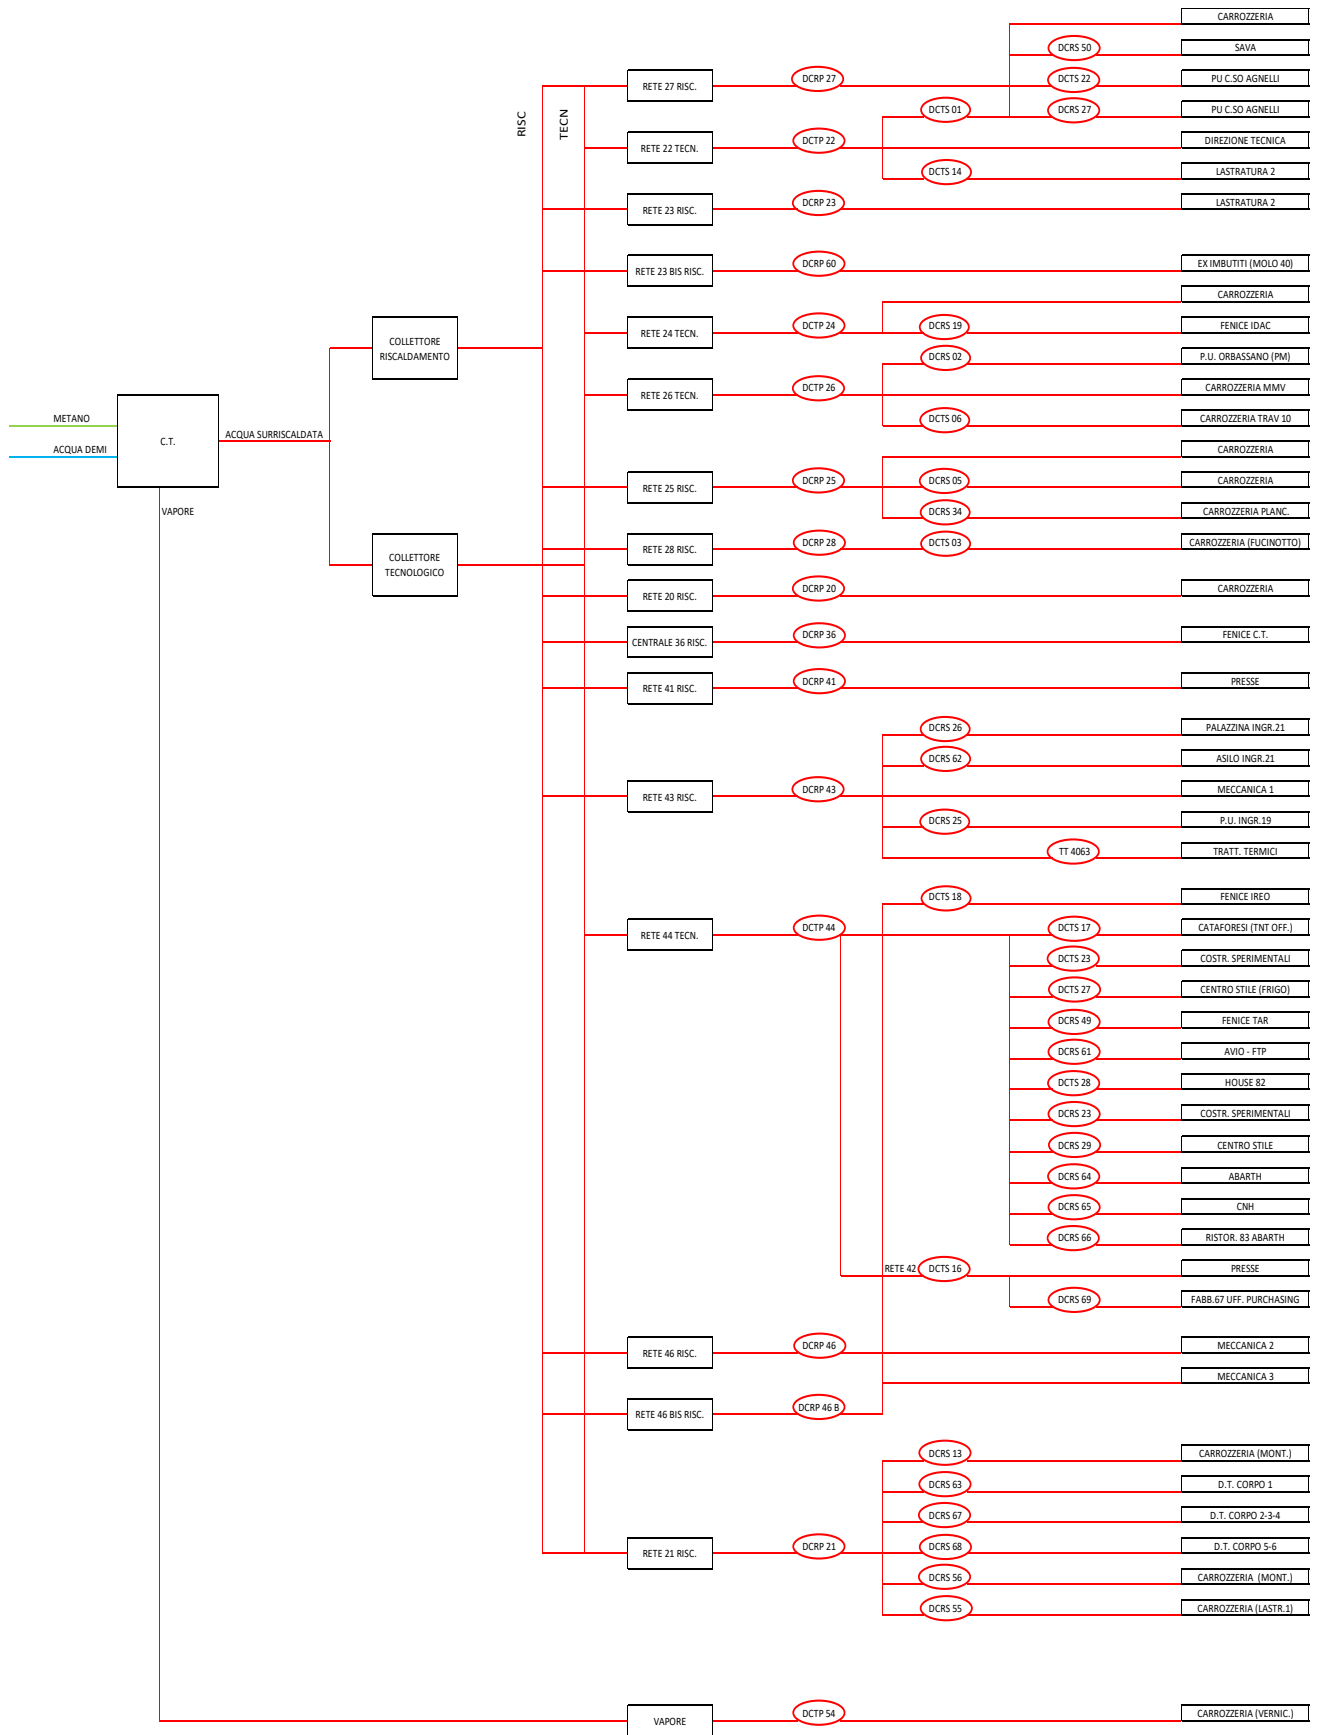 CARROZZERIA
DCRS 50
SAVA
RETE 27 RISC.
DCRP 27
DCTS 22
PU C.SO AGNELLI
RISC
TECN
DCTS 01
DCRS 27
PU C.SO AGNELLI
RETE 22 TECN.
DCTP 22
DIREZIONE TECNICA
DCTS 14
LASTRATURA 2
RETE 23 RISC.
DCRP 23
LASTRATURA 2
RETE 23 BIS RISC.
DCRP 60
EX IMBUTITI (MOLO 40)
CARROZZERIA
RETE 24 TECN.
DCTP 24
DCRS 19
FENICE IDAC
COLLETTORE
RISCALDAMENTO
DCRS 02
P.U. ORBASSANO (PM)
RETE 26 TECN.
DCTP 26
CARROZZERIA MMV
METANO
DCTS 06
CARROZZERIA TRAV 10
C.T.
ACQUA SURRISCALDATA
ACQUA DEMI
CARROZZERIA
RETE 25 RISC.
DCRP 25
DCRS 05
CARROZZERIA
VAPORE
DCRS 34
CARROZZERIA PLANC.
RETE 28 RISC.
DCRP 28
DCTS 03
CARROZZERIA (FUCINOTTO)
COLLETTORE
TECNOLOGICO
RETE 20 RISC.
DCRP 20
CARROZZERIA
CENTRALE 36 RISC.
DCRP 36
FENICE C.T.
RETE 41 RISC.
DCRP 41
PRESSE
DCRS 26
PALAZZINA INGR.21
DCRS 62
ASILO INGR.21
RETE 43 RISC.
DCRP 43
MECCANICA 1
DCRS 25
P.U. INGR.19
TT 4063
TRATT. TERMICI
DCTS 18
FENICE IREO
RETE 44 TECN.
DCTP 44
DCTS 17
CATAFORESI (TNT OFF.)
DCTS 23
COSTR. SPERIMENTALI
DCTS 27
CENTRO STILE (FRIGO)
DCRS 49
FENICE TAR
DCRS 61
AVIO - FTP
DCTS 28
HOUSE 82
DCRS 23
COSTR. SPERIMENTALI
DCRS 29
CENTRO STILE
DCRS 64
ABARTH
DCRS 65
CNH
DCRS 66
RISTOR. 83 ABARTH
RETE 42
DCTS 16
PRESSE
DCRS 69
FABB.67 UFF. PURCHASING
RETE 46 RISC.
DCRP 46
MECCANICA 2
MECCANICA 3
RETE 46 BIS RISC.
DCRP 46 B
DCRS 13
CARROZZERIA (MONT.)
DCRS 63
D.T. CORPO 1
DCRS 67
D.T. CORPO 2-3-4
RETE 21 RISC.
DCRP 21
DCRS 68
D.T. CORPO 5-6
DCRS 56
CARROZZERIA (MONT.)
DCRS 55
CARROZZERIA (LASTR.1)
VAPORE
DCTP 54
CARROZZERIA (VERNIC.)